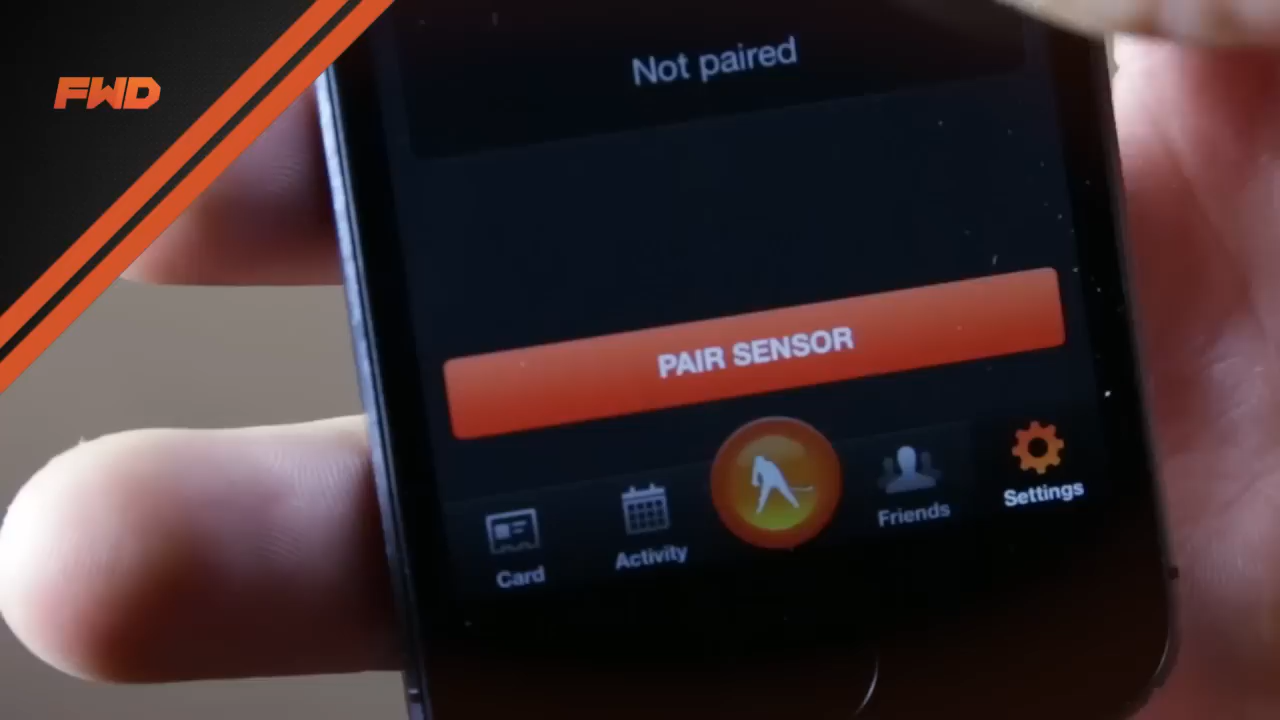 FWD
Not paired
PAIR SENSOR
Card
Activity
Friends
Settings